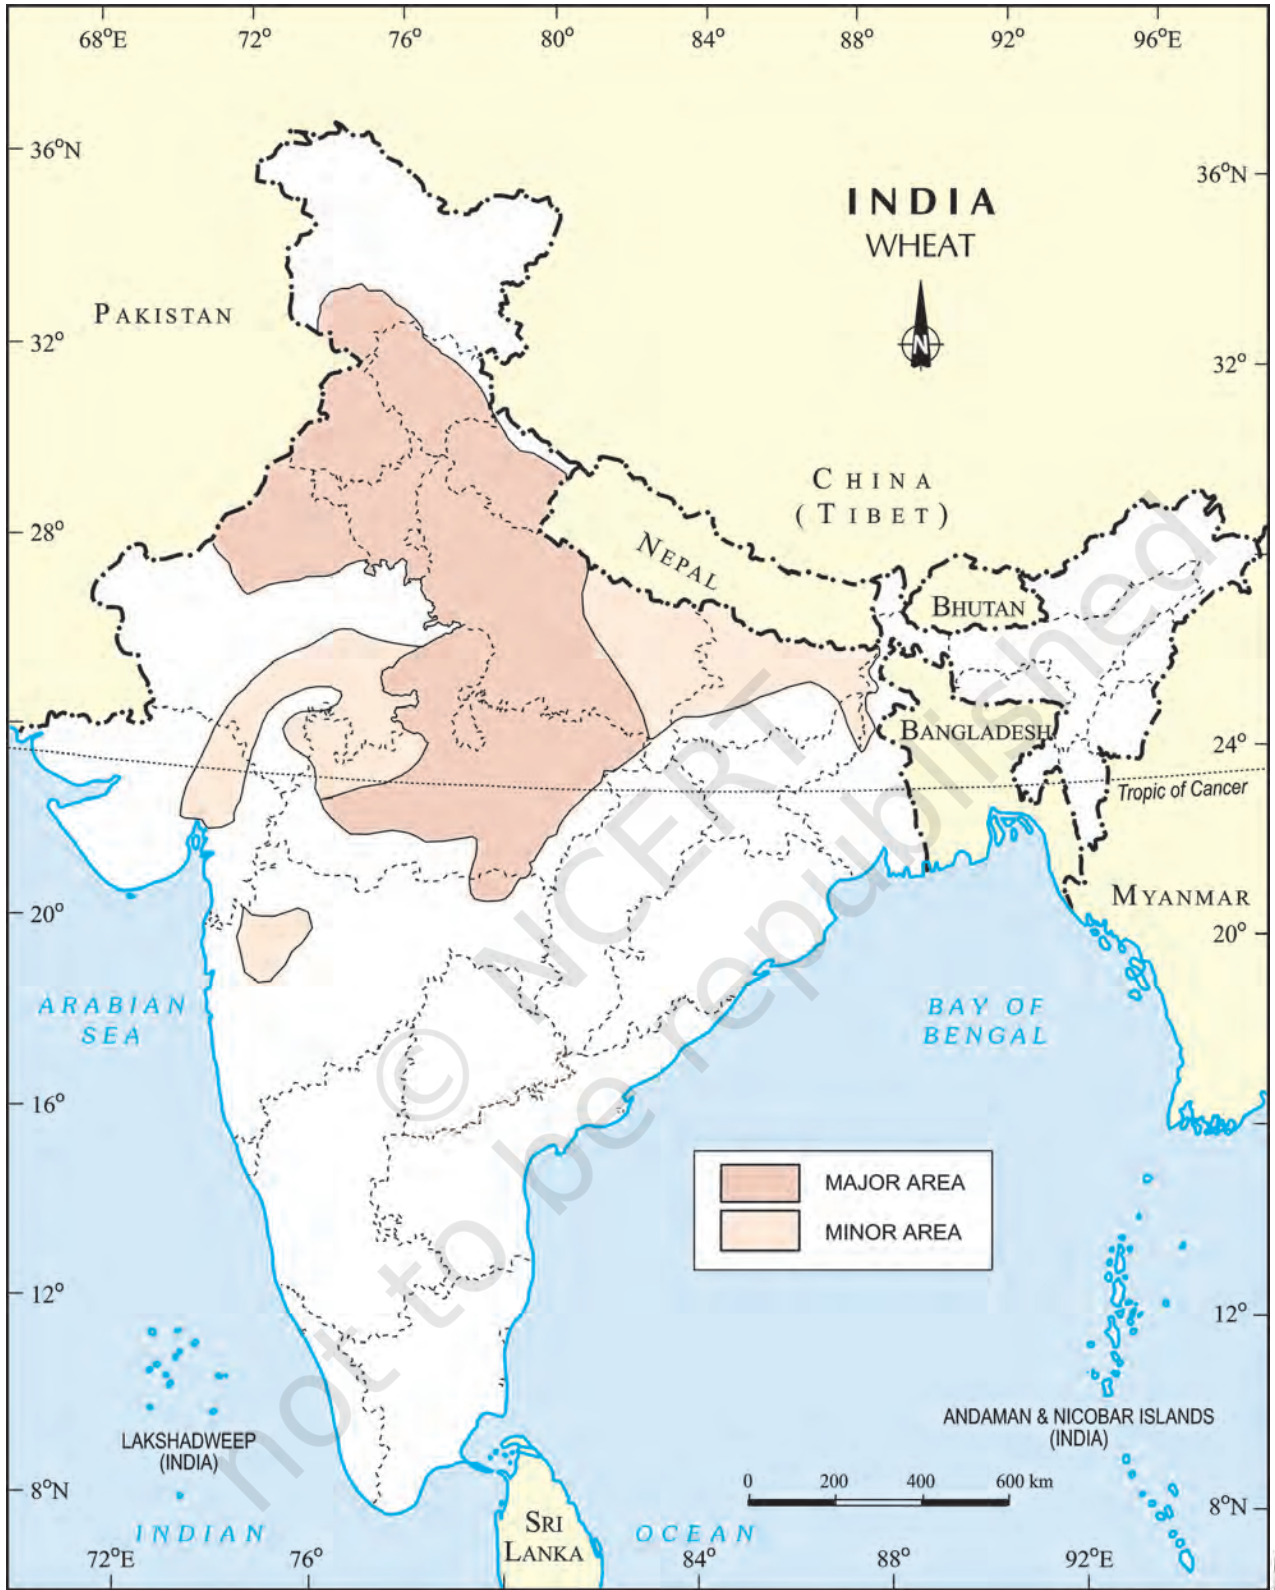 68°E 72° 76° 80° 84° 88° 92° 96°E
36°N
36°N
INDIA
WHEAT
N
PAKISTAN
32°
32°
CHINA
(TIBET)
28°
28°
NEPAL
BHUTAN
BANGLADESH
24°
Tropic of Cancer
MYANMAR
20°
20°
ARABIAN
SEA
BAY OF
BENGAL
© NCERT
not to be republished
16°
MAJOR AREA
MINOR AREA
12°
12°
LAKSHADWEEP
(INDIA)
ANDAMAN & NICOBAR ISLANDS
(INDIA)
0 200 400 600 km
8°N
8°N
SRI
LANKA
INDIAN OCEAN
72°E 76° 84° 88° 92°E